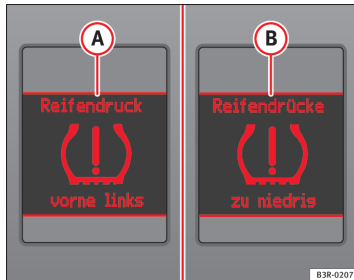 A
B
Reifendruck
vorne links
Reifendrücke
zu niedrig
B3R-0207